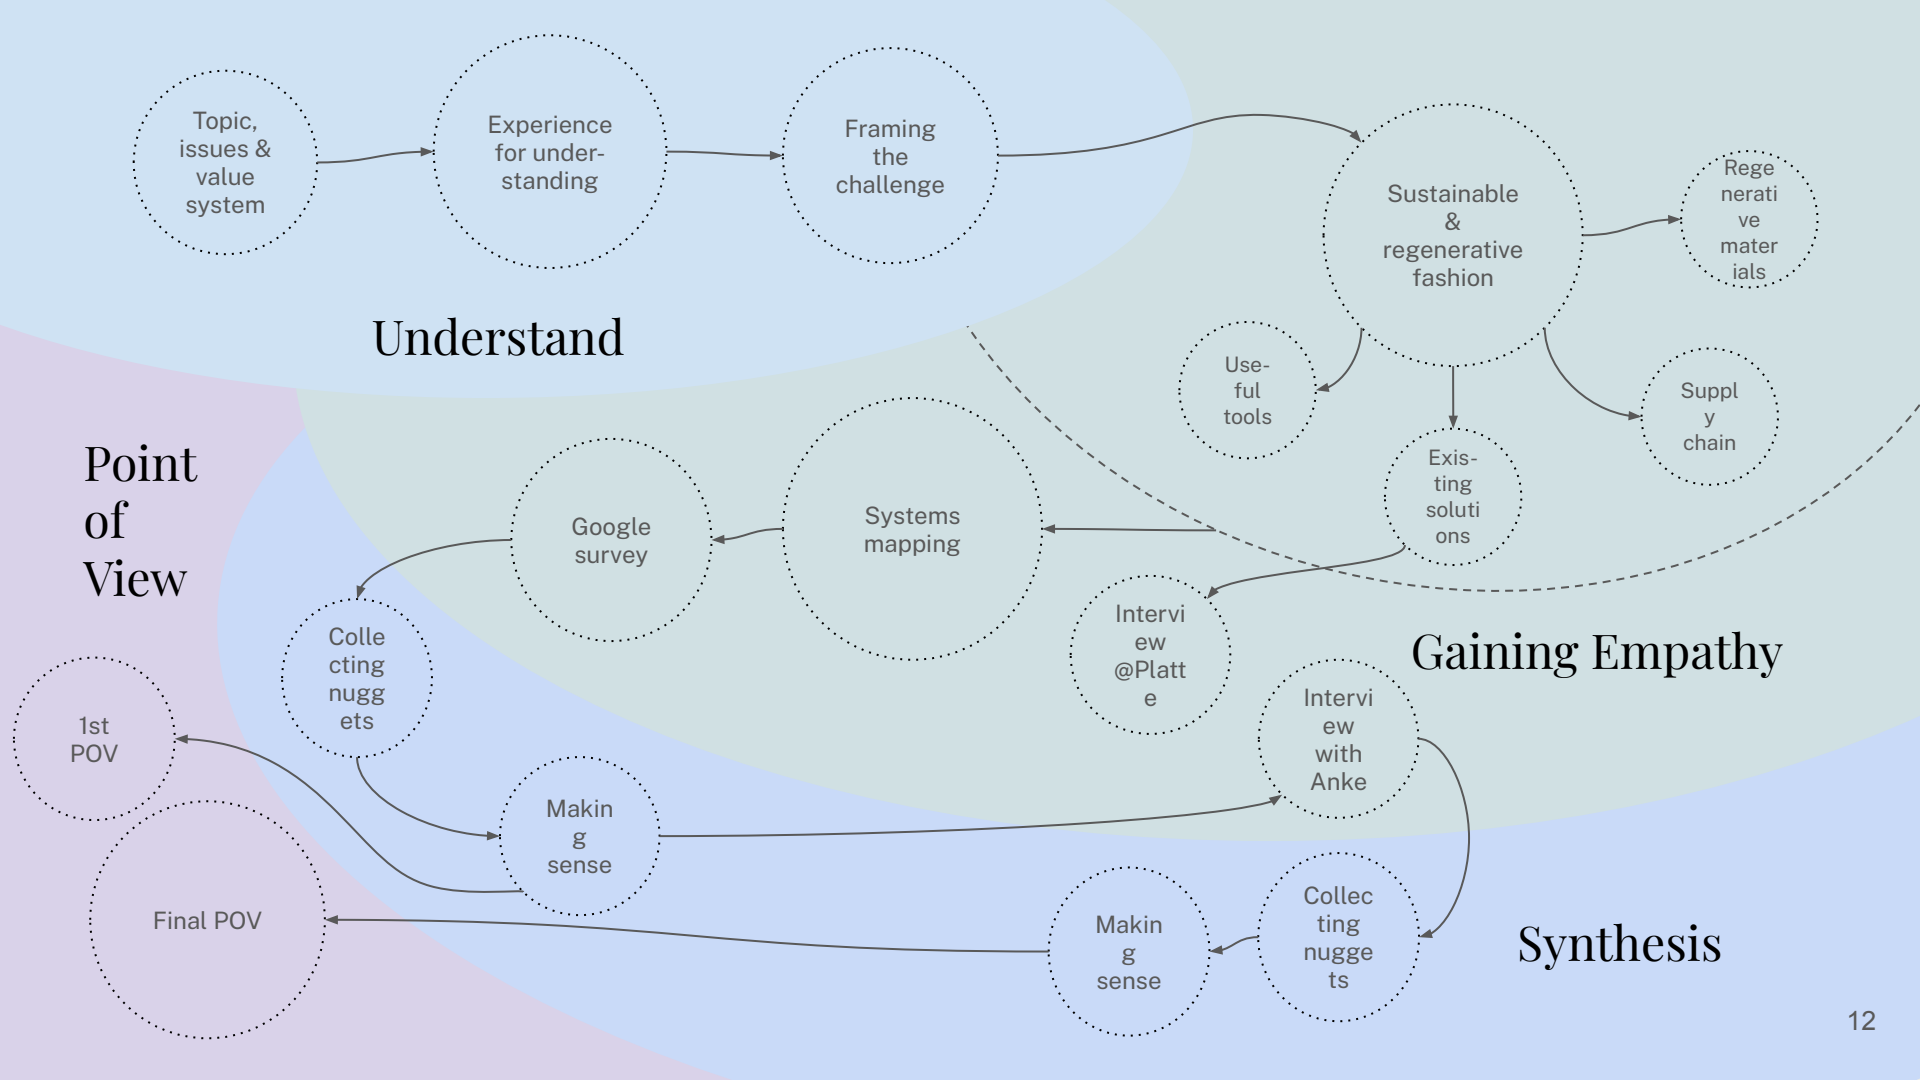 Topic,
issues &
value
system
Experience
for under-
standing
Framing
the
challenge
Sustainable
&
regenerative
fashion
Rege
nerati
ve
mater
ials
Understand
Use-
ful
tools
Suppl
y
chain
Exis-
ting
soluti
ons
Point
of
View
Google
survey
Systems
mapping
Intervi
ew
@Platt
e
Gaining Empathy
Colle
cting
nugg
ets
Intervi
ew
with
Anke
1st
POV
Makin
g
sense
Final POV
Makin
g
sense
Collec
ting
nugge
ts
Synthesis
12